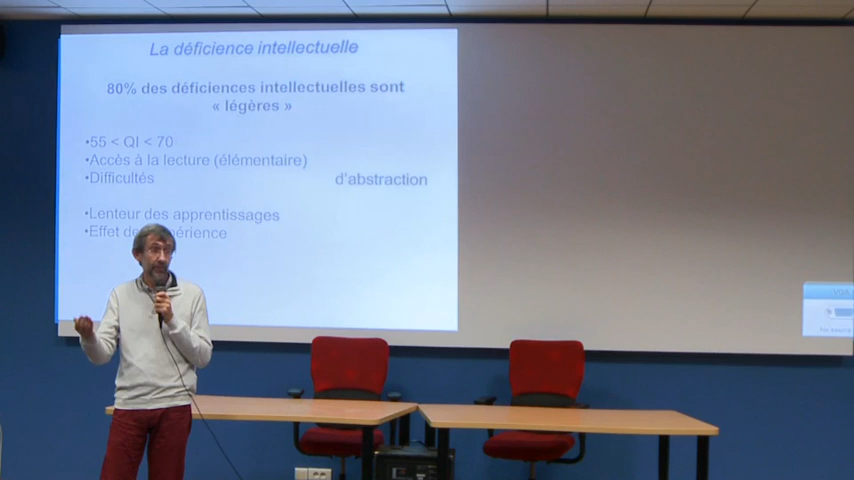 La déficience intellectuelle
80% des déficiences intellectuelles sont
« légères »
•55 < QI < 70
•Accès à la lecture (élémentaire)
•Difficultés d'abstraction
•Lenteur des apprentissages
•Effet de périence